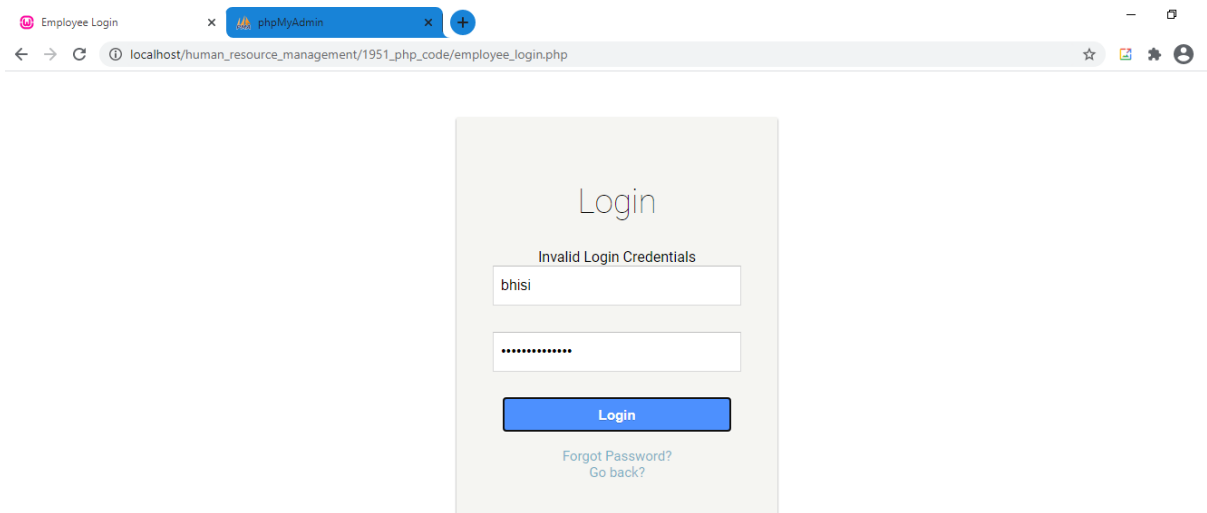 Employee Login
phpMyAdmin
localhost/human_resource_management/1951_php_code/employee_login.php
Login
Invalid Login Credentials
bhisi
••••••••••••••
Login
Forgot Password?
Go back?